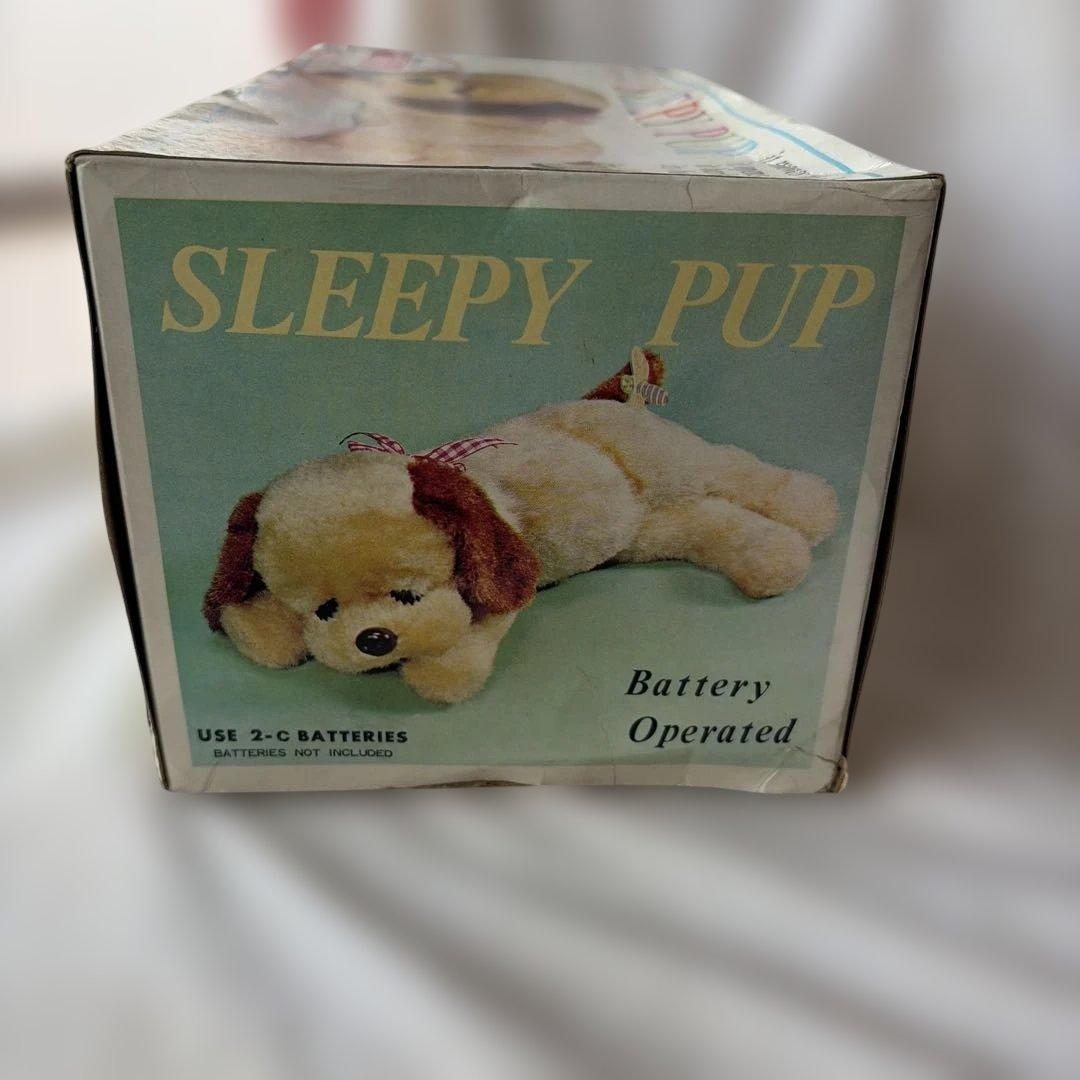 SLEEPY PUP
Battery
Operated
USE 2-C BATTERIES
BATTERIES NOT INCLUDED